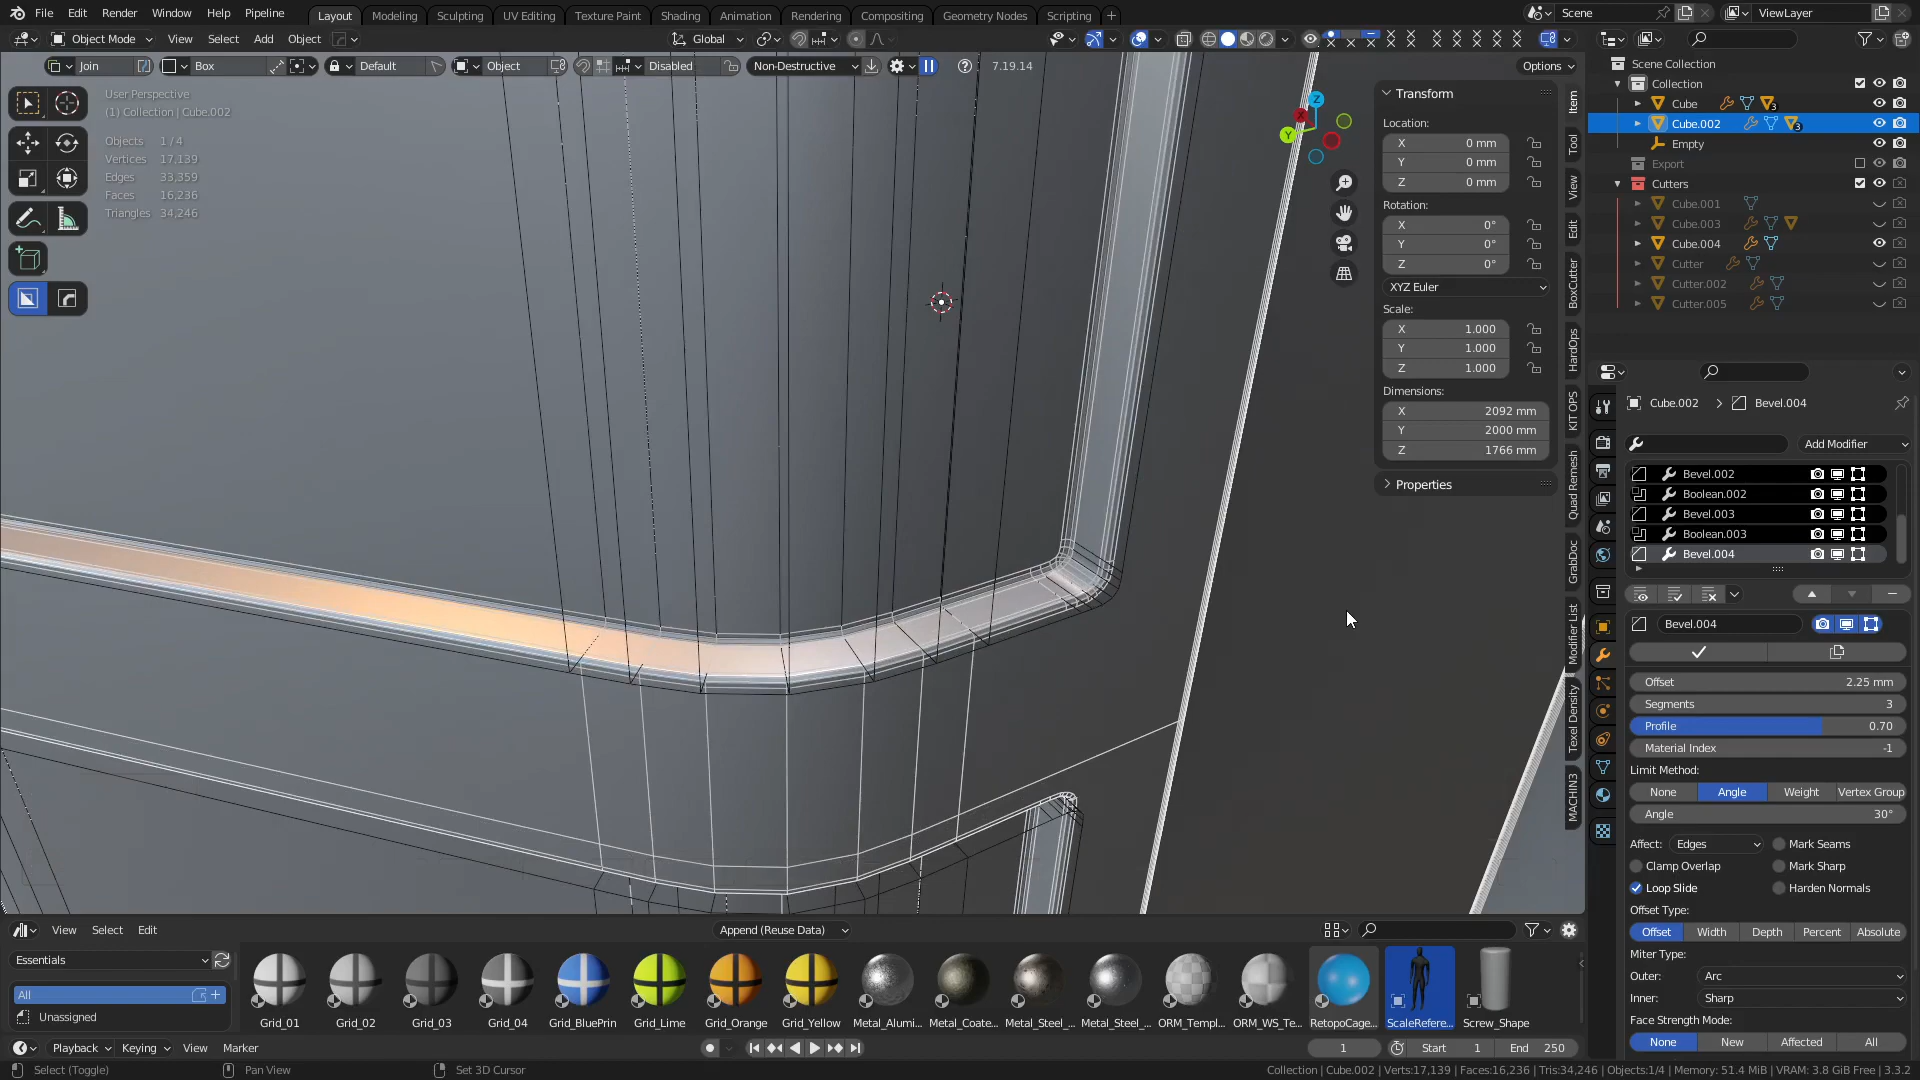 File Edit Render Window Help Pipeline Layout Modeling Sculpting UV Editing Texture Paint Shading Animation Rendering Compositing Geometry Nodes Scripting + Scene ViewLayer
Object Mode View Select Add Object Global
Join Box Default Object Disabled Non-Destructive 7.19.14 Options
User Perspective
(1) Collection | Cube.002
Objects 1 / 4
Vertices 17,139
Edges 33,359
Faces 16,236
Triangles 34,246
Z
X
Y
Transform
Location:
X 0 mm
Y 0 mm
Z 0 mm
Rotation:
X 0°
Y 0°
Z 0°
XYZ Euler
Scale:
X 1.000
Y 1.000
Z 1.000
Dimensions:
X 2092 mm
Y 2000 mm
Z 1766 mm
Properties
Item
Tool
View
Edit
BoxCutter
HardOps
KIT OPS
Quad Remesh
GrabDoc
Modifier List
Texel Density
MACHIN3
Scene Collection
Collection
Cube 3
Cube.002 3
Empty
Export
Cutters
Cube.001
Cube.003
Cube.004
Cutter
Cutter.002
Cutter.005
Cube.002 > Bevel.004
Add Modifier
Bevel.002
Boolean.002
Bevel.003
Boolean.003
Bevel.004
Bevel.004
Offset 2.25 mm
Segments 3
Profile 0.70
Material Index -1
Limit Method:
None Angle Weight Vertex Group
Angle 30°
Affect: Edges Mark Seams
Clamp Overlap Mark Sharp
Loop Slide Harden Normals
Offset Type:
Offset Width Depth Percent Absolute
Miter Type:
Outer: Arc
Inner: Sharp
Face Strength Mode:
None New Affected All
View Select Edit Append (Reuse Data)
Essentials
All
Unassigned
Grid_01 Grid_02 Grid_03 Grid_04 Grid_BluePrin Grid_Lime Grid_Orange Grid_Yellow Metal_Alumi... Metal_Coate... Metal_Steel_... Metal_Steel_... ORM_Templ... ORM_WS_Te... RetopoCage... ScaleRefere... Screw_Shape
Playback Keying View Marker 1 Start 1 End 250
Select (Toggle) Pan View Set 3D Cursor Collection | Cube.002 | Verts:17,139 | Faces:16,236 | Tris:34,246 | Objects:1/4 | Memory: 51.4 MiB | VRAM: 3.8 GiB Free | 3.3.2